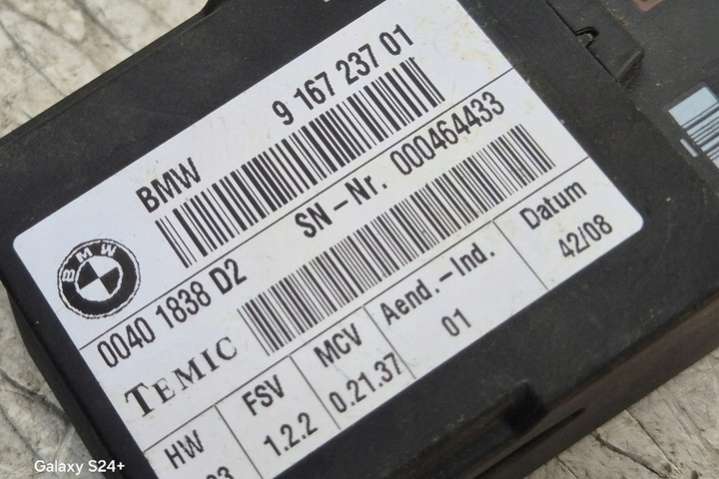 BMW 9 167 237 01
BMW
SN-Nr. 000464433
0040 1838 D2
TEMIC
HW FSV MCV Aend.-Ind. Datum
1.2.2 0.21.37 01 42/08
Galaxy S24+